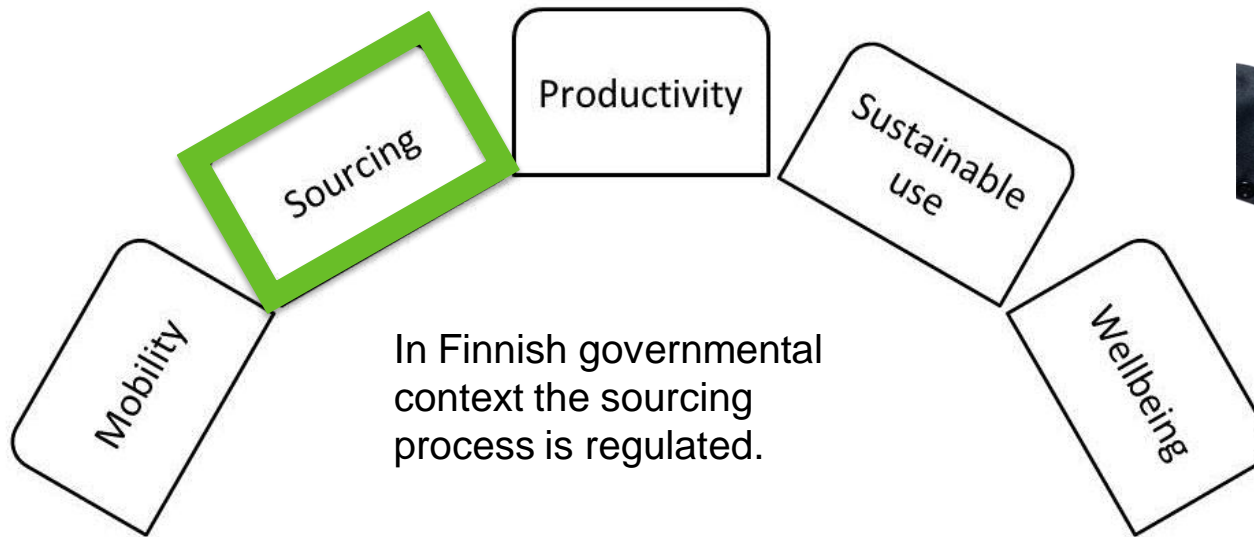 Mobility
Sourcing
Productivity
Sustainable
use
Wellbeing
In Finnish governmental
context the sourcing
process is regulated.